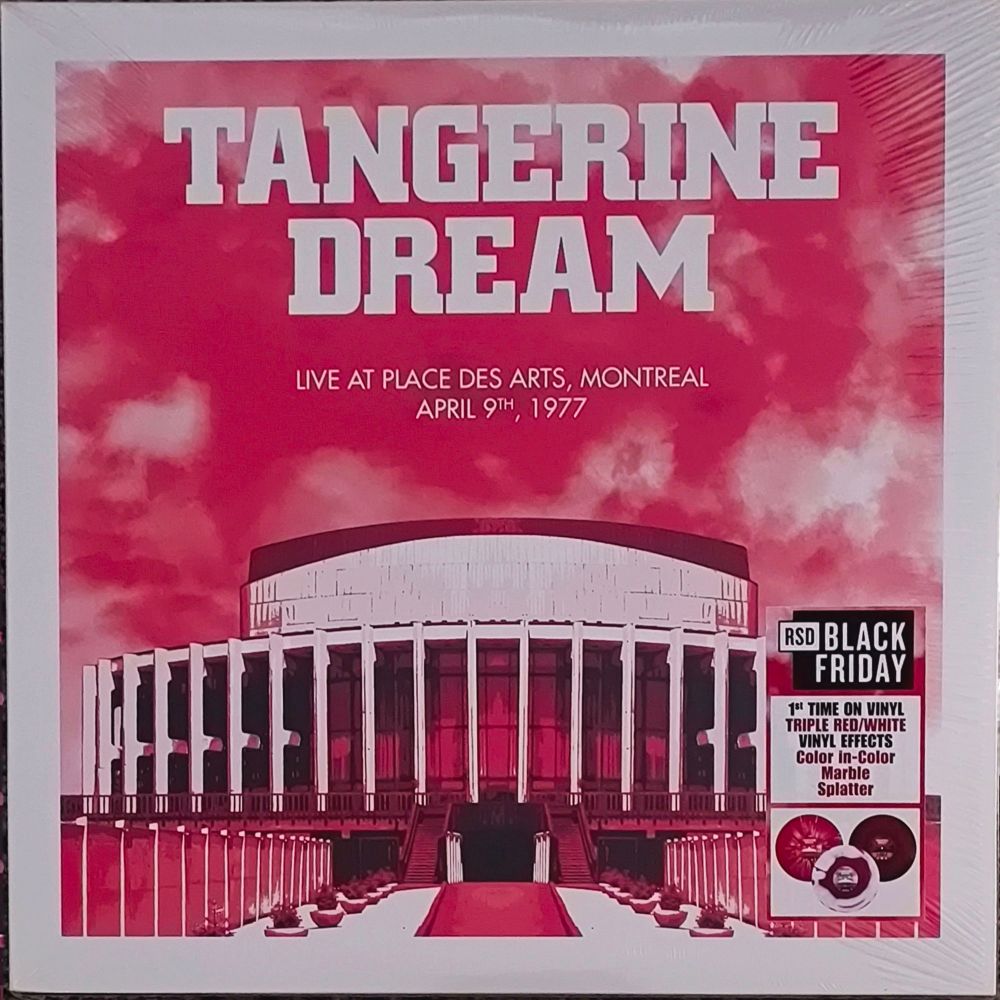 TANGERINE
DREAM
LIVE AT PLACE DES ARTS, MONTREAL
APRIL 9TH, 1977
RSD BLACK
FRIDAY
1st TIME ON VINYL
TRIPLE RED/WHITE
VINYL EFFECTS
Color in-Color
Marble
Splatter